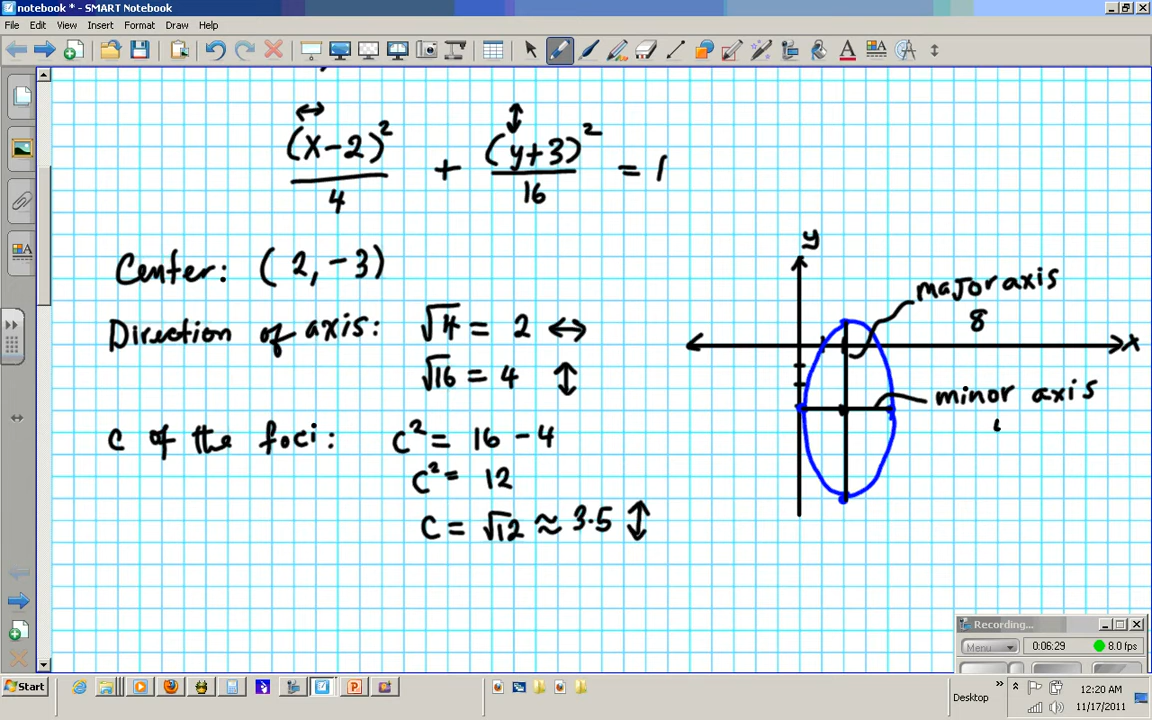 notebook * - SMART Notebook
File Edit View Insert Format Draw Help
(x-2)² / 4 + (y+3)² / 16 = 1
Center: (2, -3)
Direction of axis: √4 = 2 ↔
√16 = 4 ↕
c of the foci: c² = 16 - 4
c² = 12
c = √12 ≈ 3.5 ↕
y
major axis
8
x
minor axis
Recording...
Menu 0:06:29 8.0 fps
Start
Desktop
»
12:20 AM
11/17/2011